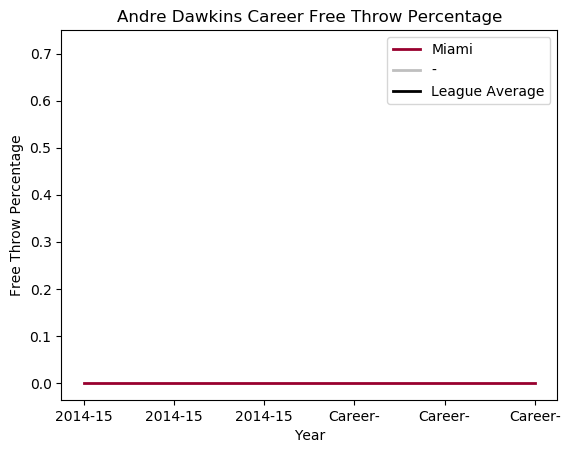 Andre Dawkins Career Free Throw Percentage
Miami
-
League Average
Free Throw Percentage
0.7
0.6
0.5
0.4
0.3
0.2
0.1
0.0
2014-15 2014-15 2014-15 Career- Career- Career-
Year